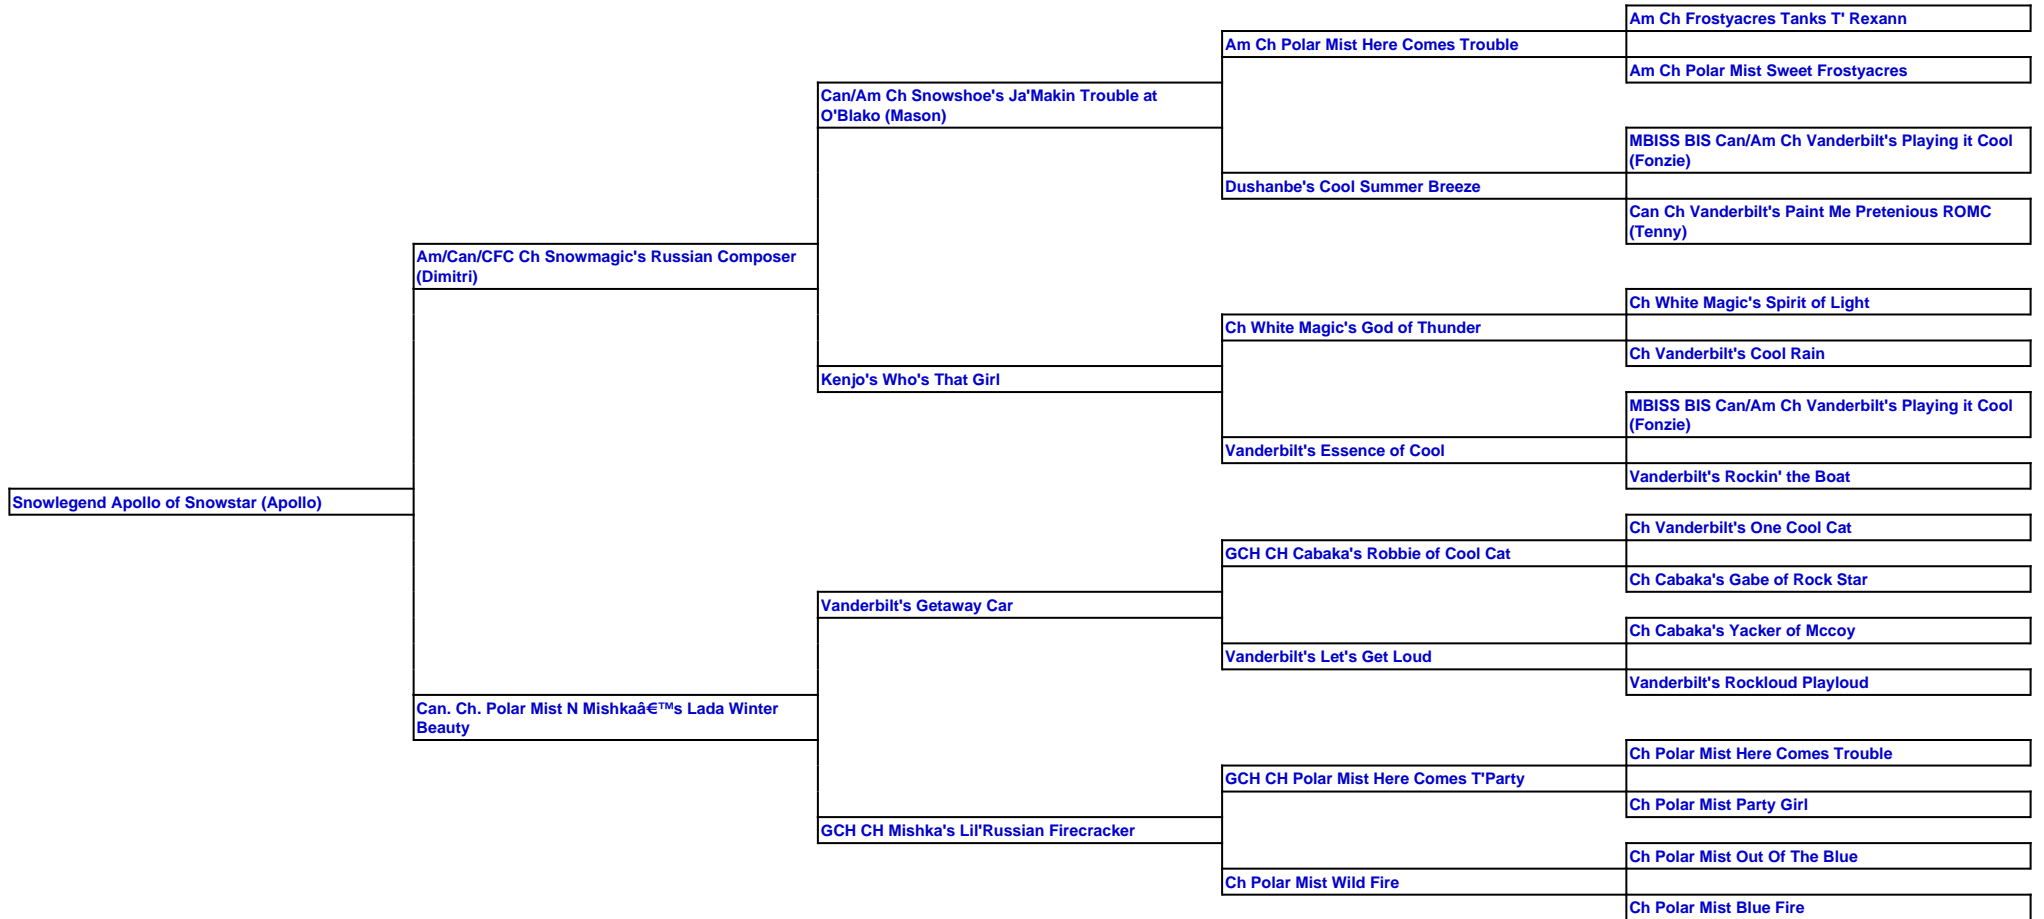 Am Ch Frostyacres Tanks T' Rexann
Am Ch Polar Mist Here Comes Trouble
Am Ch Polar Mist Sweet Frostyacres
Can/Am Ch Snowshoe's Ja'Makin Trouble at
O'Blako (Mason)
MBISS BIS Can/Am Ch Vanderbilt's Playing it Cool
(Fonzie)
Dushanbe's Cool Summer Breeze
Can Ch Vanderbilt's Paint Me Pretenious ROMC
(Tenny)
Am/Can/CFC Ch Snowmagic's Russian Composer
(Dimitri)
Ch White Magic's Spirit of Light
Ch White Magic's God of Thunder
Ch Vanderbilt's Cool Rain
Kenjo's Who's That Girl
MBISS BIS Can/Am Ch Vanderbilt's Playing it Cool
(Fonzie)
Vanderbilt's Essence of Cool
Vanderbilt's Rockin' the Boat
Snowlegend Apollo of Snowstar (Apollo)
Ch Vanderbilt's One Cool Cat
GCH CH Cabaka's Robbie of Cool Cat
Ch Cabaka's Gabe of Rock Star
Vanderbilt's Getaway Car
Ch Cabaka's Yacker of Mccoy
Vanderbilt's Let's Get Loud
Vanderbilt's Rockloud Playloud
Can. Ch. Polar Mist N Mishkaâ€™s Lada Winter
Beauty
Ch Polar Mist Here Comes Trouble
GCH CH Polar Mist Here Comes T'Party
Ch Polar Mist Party Girl
GCH CH Mishka's Lil'Russian Firecracker
Ch Polar Mist Out Of The Blue
Ch Polar Mist Wild Fire
Ch Polar Mist Blue Fire